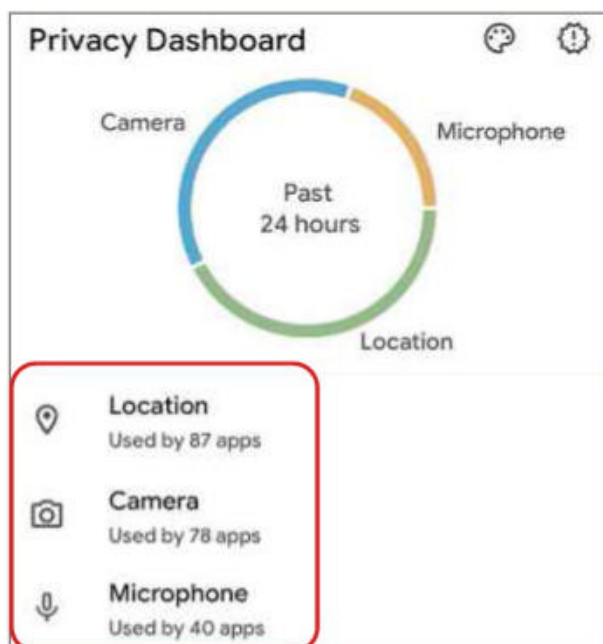 Privacy Dashboard
Camera
Microphone
Past
24 hours
Location
Location
Used by 87 apps
Camera
Used by 78 apps
Microphone
Used by 40 apps